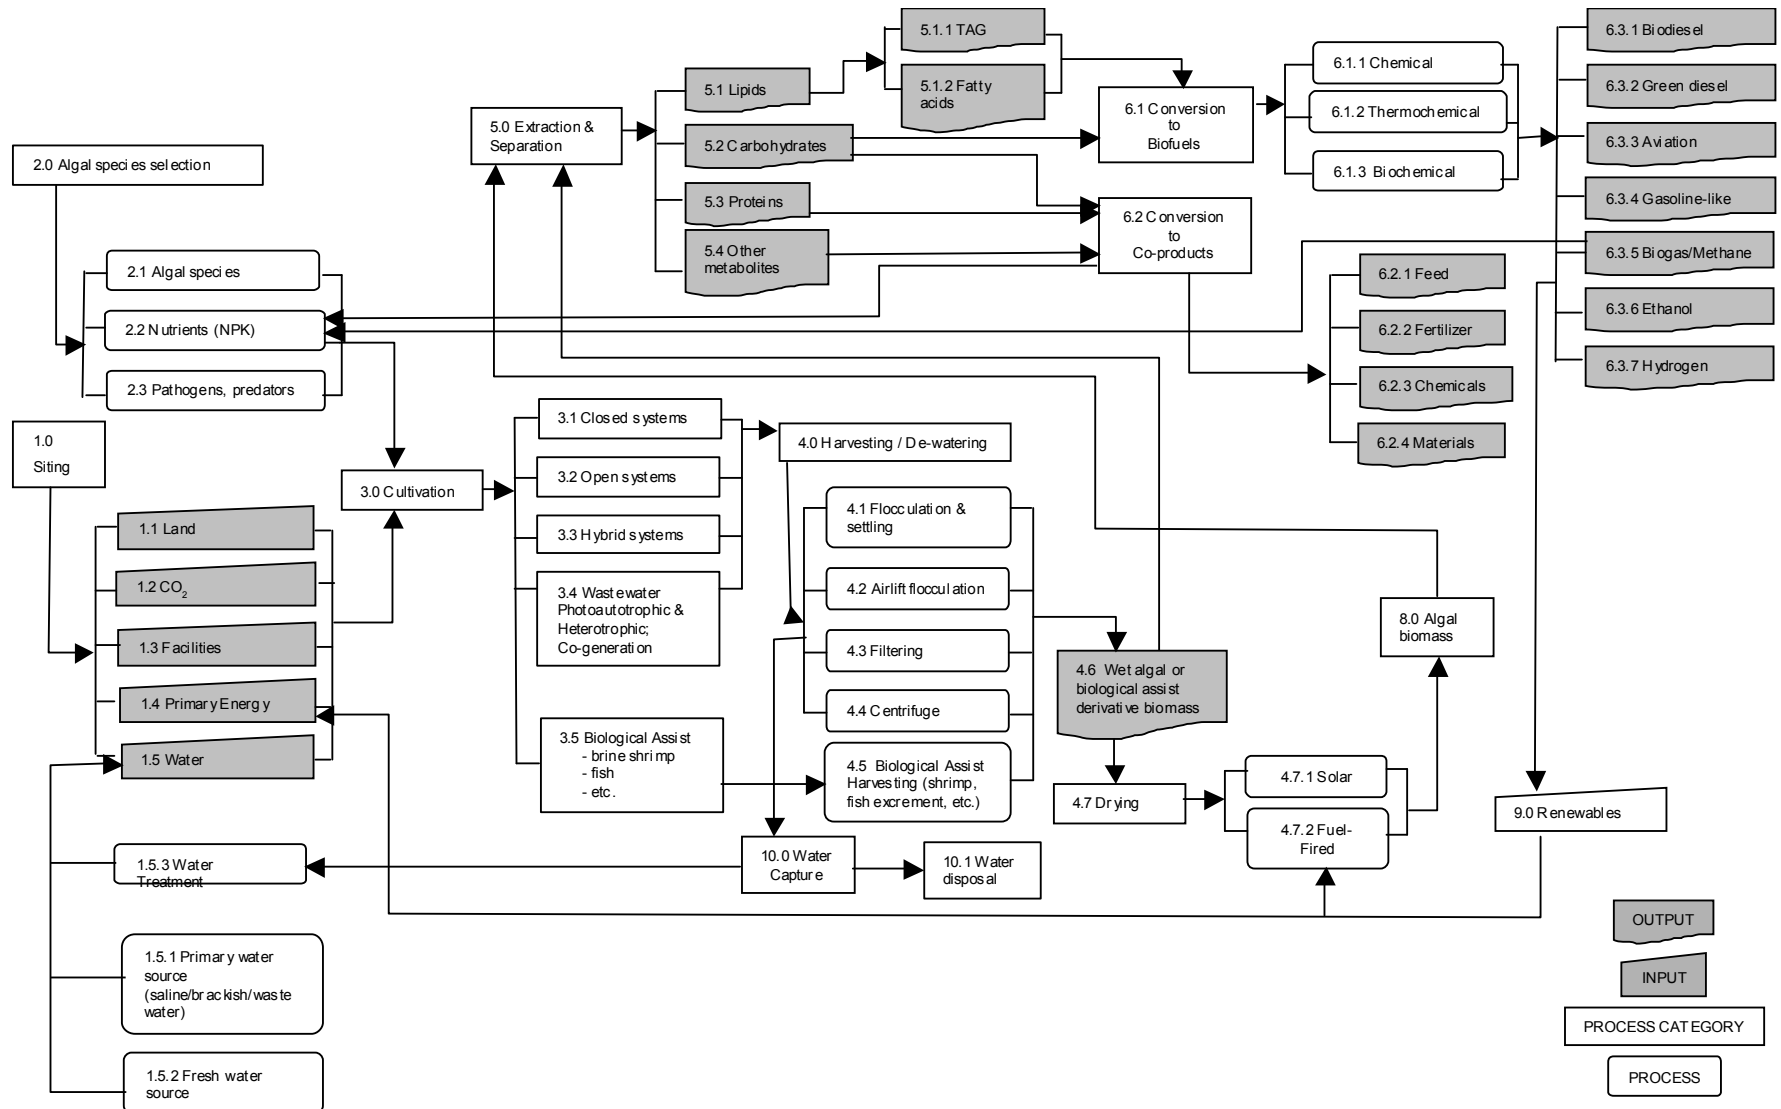 5.1.1 TAG
5.1.2 Fatty
acids
5.1 Lipids
5.0 Extraction &
Separation
5.2 Carbohydrates
5.3 Proteins
5.4 Other
metabolites
6.1 Conversion
to
Biofuels
6.2 Conversion
to
Co-products
6.1.1 Chemical
6.1.2 Thermochemical
6.1.3 Biochemical
6.3.1 Biodiesel
6.3.2 Green diesel
6.3.3 Aviation
6.3.4 Gasoline-like
6.3.5 Biogas/Methane
6.3.6 Ethanol
6.3.7 Hydrogen
6.2.1 Feed
6.2.2 Fertilizer
6.2.3 Chemicals
6.2.4 Materials
2.0 Algal species selection
2.1 Algal species
2.2 Nutrients (NPK)
2.3 Pathogens, predators
1.0
Siting
1.1 Land
1.2 CO2
1.3 Facilities
1.4 Primary Energy
1.5 Water
3.0 Cultivation
3.1 Closed systems
3.2 Open systems
3.3 Hybrid systems
3.4 Wastewater
Photoautotrophic &
Heterotrophic;
Co-generation
3.5 Biological Assist
- brine shrimp
- fish
- etc.
4.0 Harvesting / De-watering
4.1 Flocculation &
settling
4.2 Airlift flocculation
4.3 Filtering
4.4 Centrifuge
4.5 Biological Assist
Harvesting (shrimp,
fish excrement, etc.)
4.6 Wet algal or
biological assist
derivative biomass
4.7 Drying
4.7.1 Solar
4.7.2 Fuel-
Fired
8.0 Algal
biomass
9.0 Renewables
10.0 Water
Capture
10.1 Water
disposal
1.5.3 Water
Treatment
1.5.1 Primary water
source
(saline/brackish/waste
water)
1.5.2 Fresh water
source
OUTPUT
INPUT
PROCESS CATEGORY
PROCESS